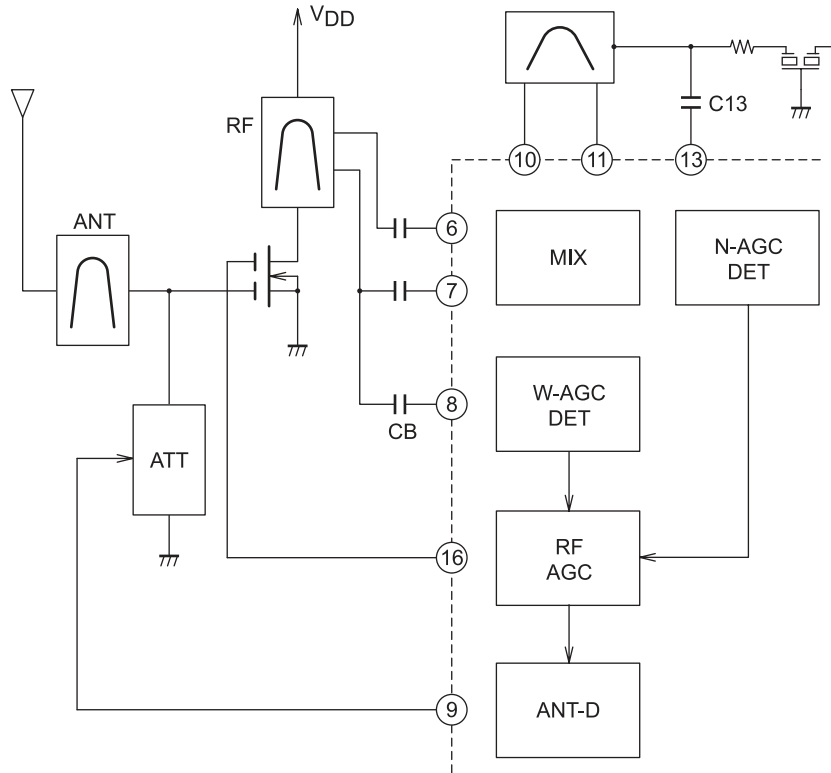 VDD
RF
C13
10
11
13
ANT
6
MIX
N-AGC
DET
7
W-AGC
DET
8
CB
ATT
16
RF
AGC
9
ANT-D